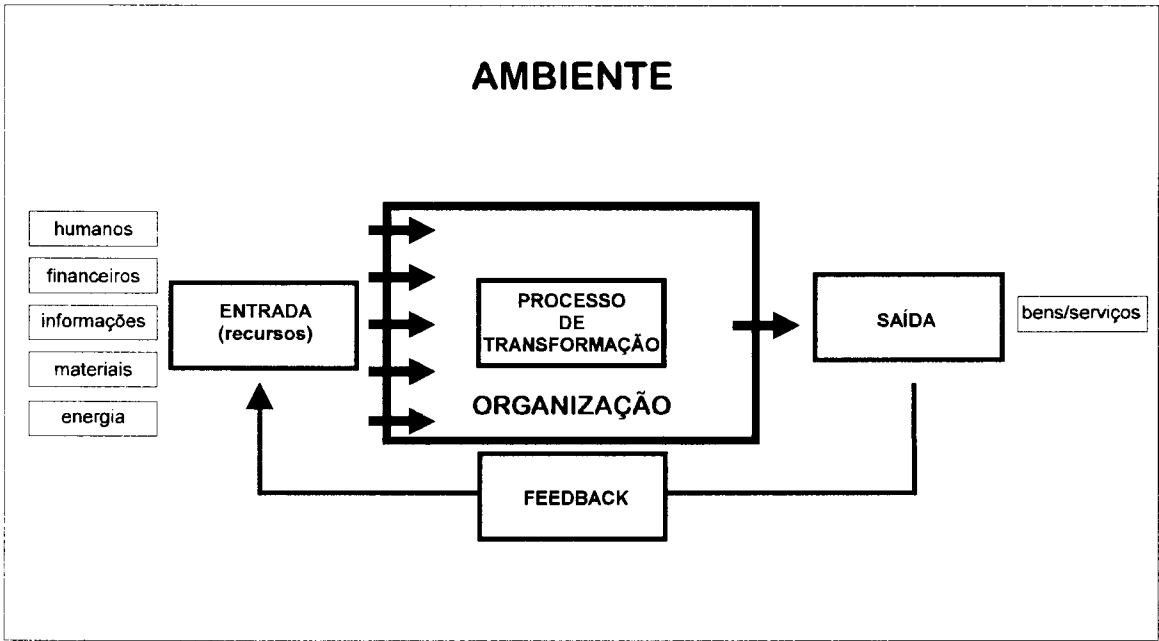 AMBIENTE
humanos
financeiros
informações
materiais
energia
ENTRADA
(recursos)
PROCESSO
DE
TRANSFORMAÇÃO
ORGANIZAÇÃO
SAÍDA
bens/serviços
FEEDBACK